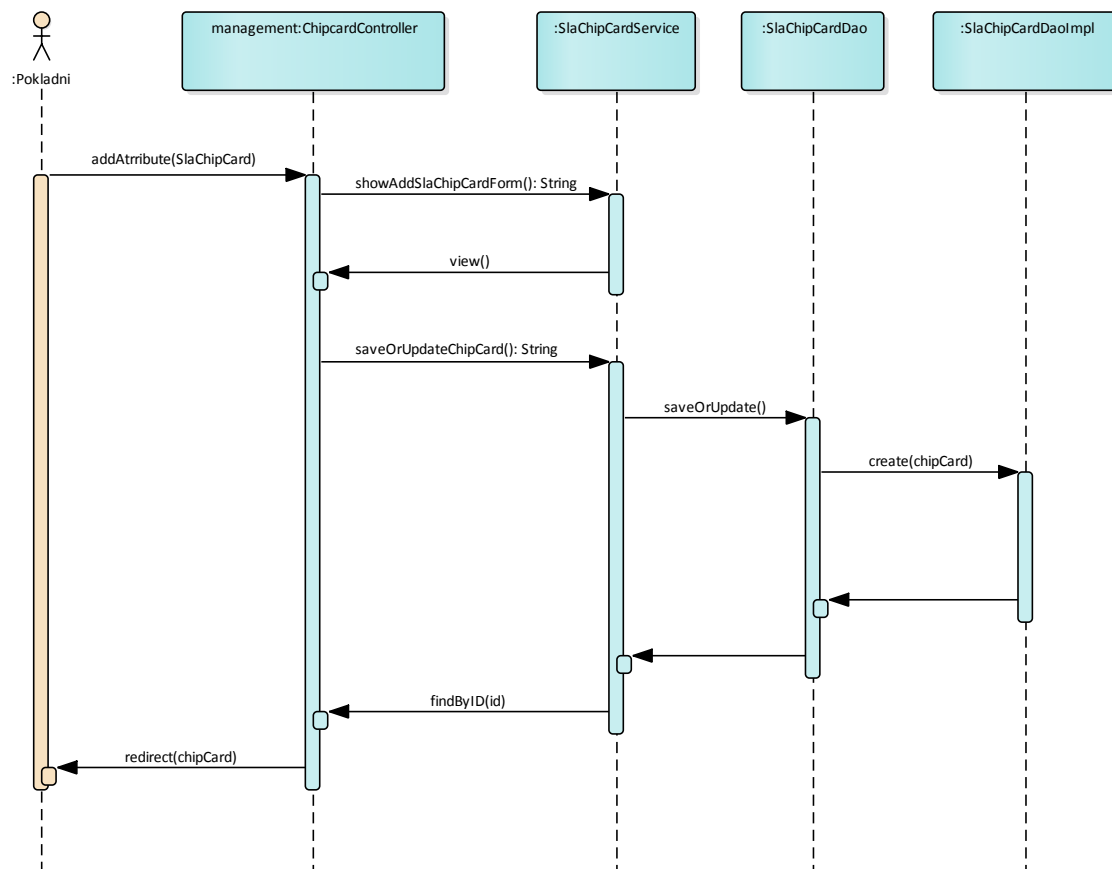 management:ChipcardController
:SlaChipCardService
:SlaChipCardDao
:SlaChipCardDaoImpl
:Pokladni
addAtrribute(SlaChipCard)
showAddSlaChipCardForm(): String
view()
saveOrUpdateChipCard(): String
saveOrUpdate()
create(chipCard)
findByID(id)
redirect(chipCard)